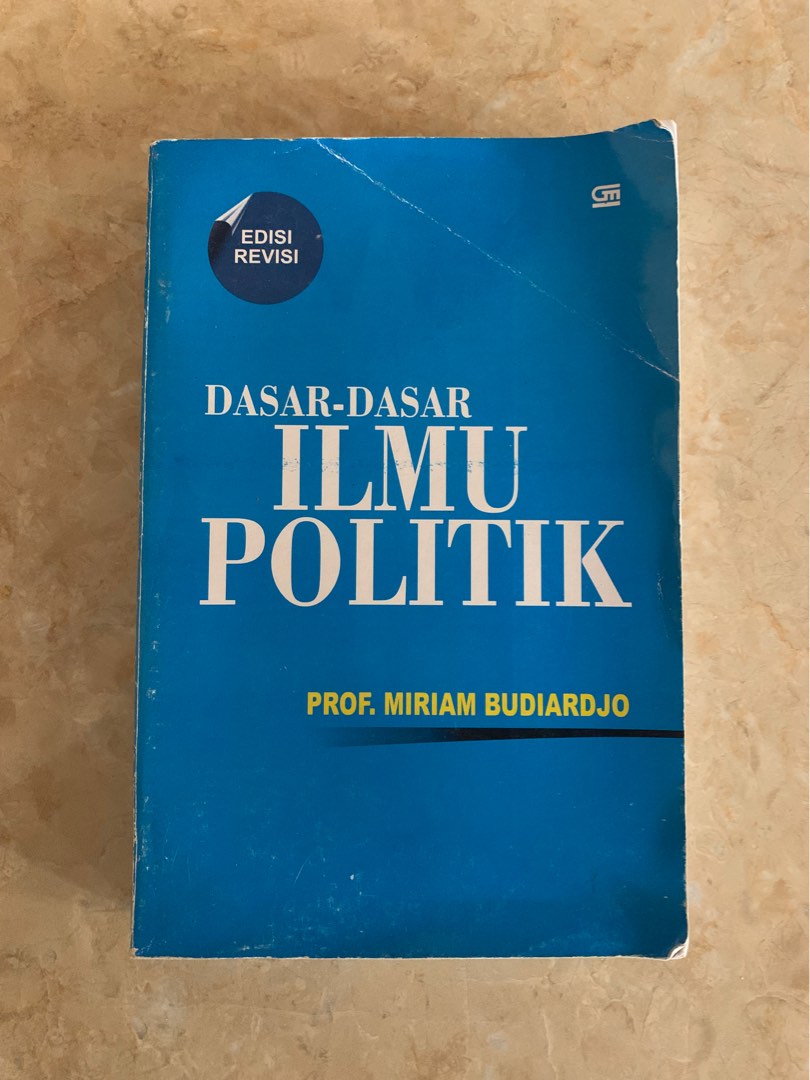 EDISI
REVISI
DASAR-DASAR
ILMU
POLITIK
PROF. MIRIAM BUDIARDJO